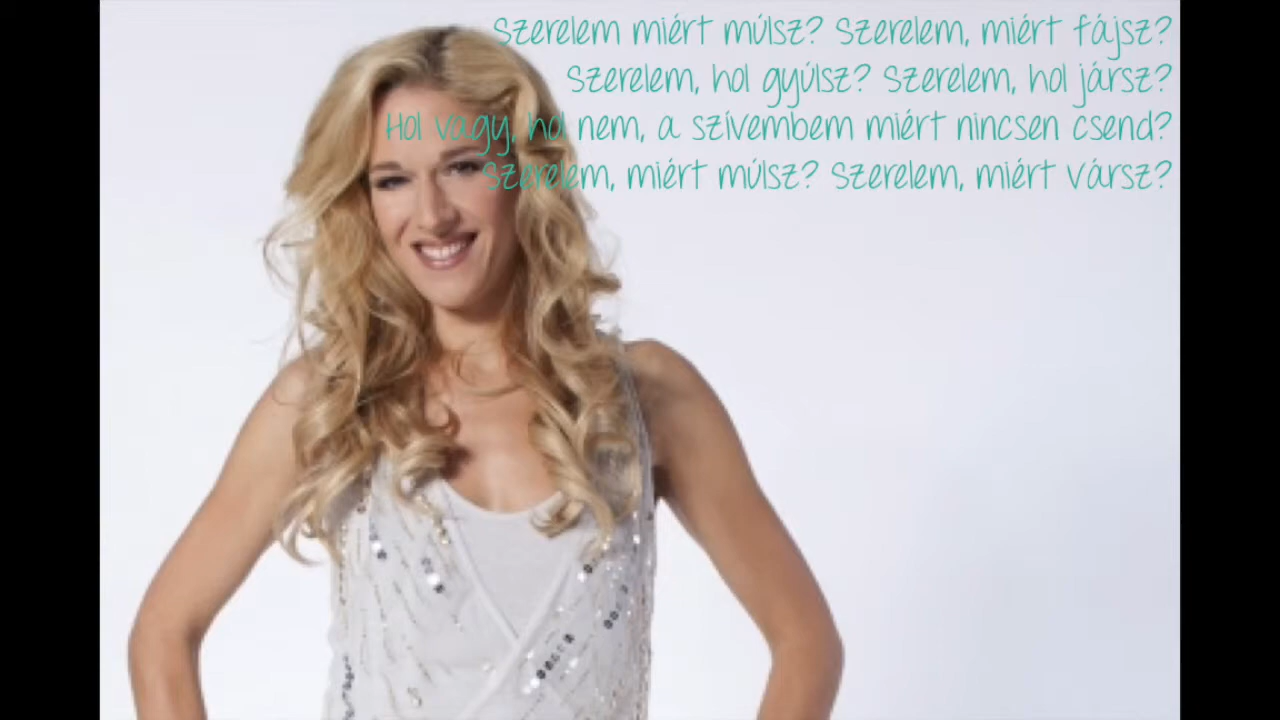 Szerelem miért múlsz? Szerelem, miért fájsz?
Szerelem, hol gyúlsz? Szerelem, hol jársz?
Hol vagy, hol nem, a szívembem miért nincsen csend?
Szerelem, miért múlsz? Szerelem, miért vársz?